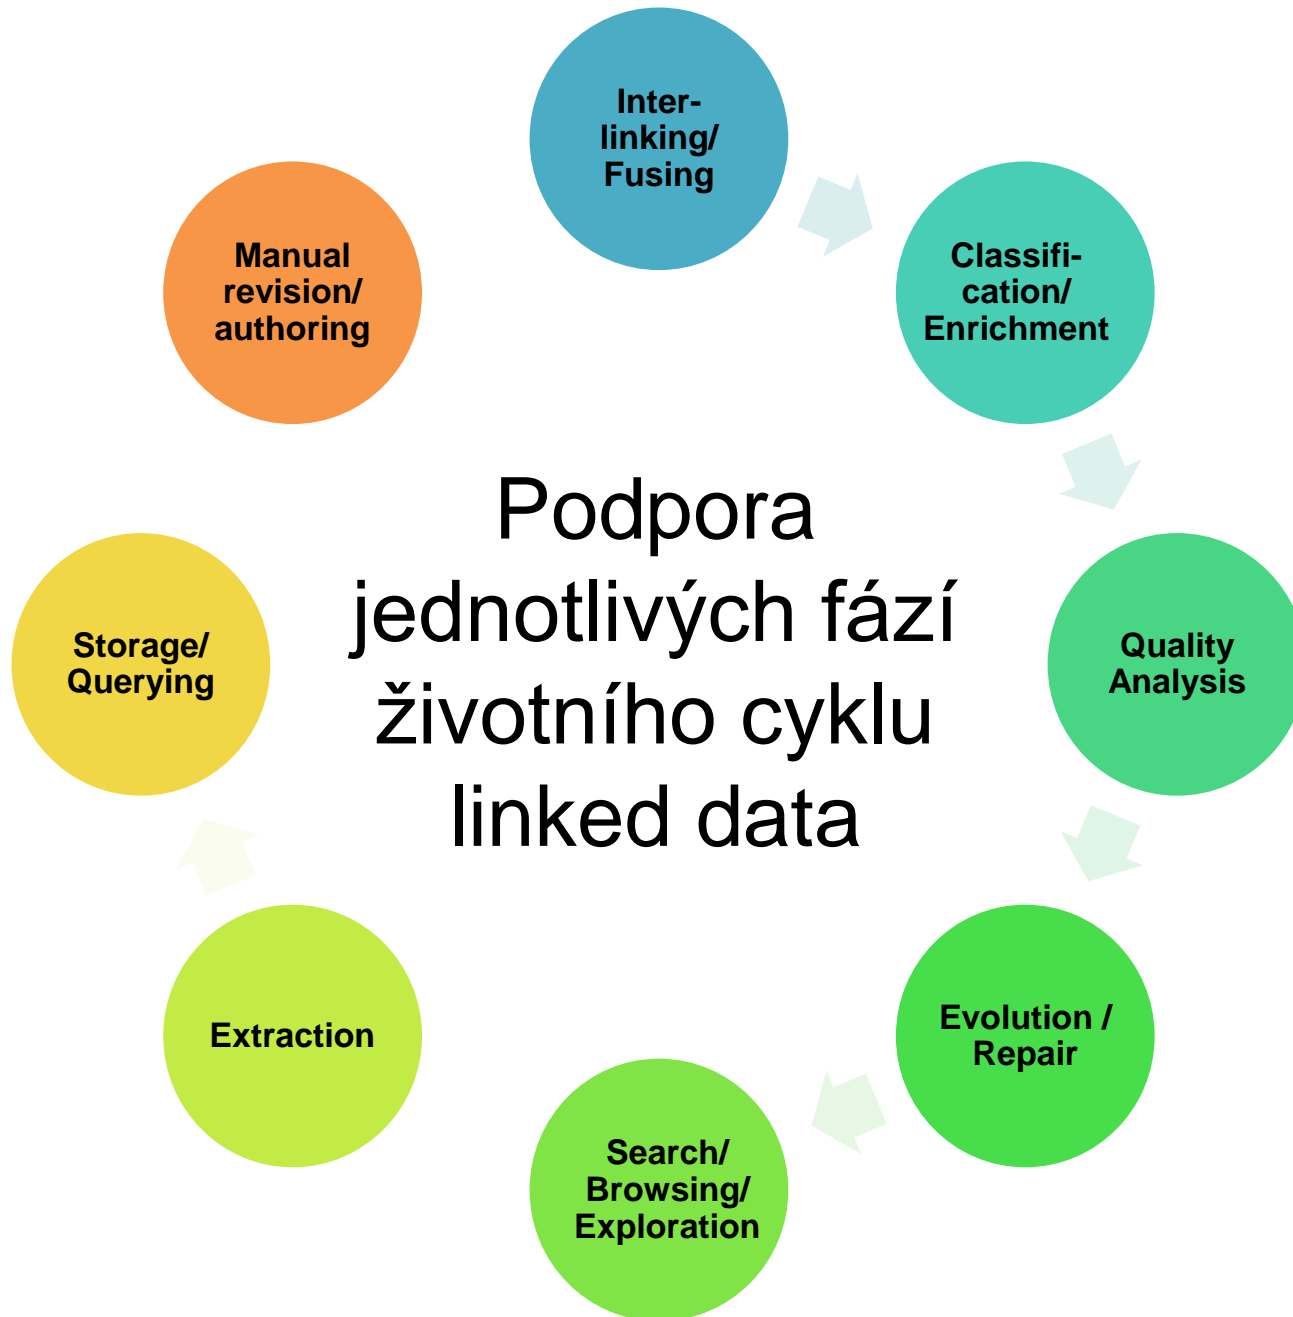 Inter-
linking/
Fusing
Classifi-
cation/
Enrichment
Quality
Analysis
Evolution /
Repair
Search/
Browsing/
Exploration
Extraction
Storage/
Querying
Manual
revision/
authoring
Podpora
jednotlivých fází
životního cyklu
linked data